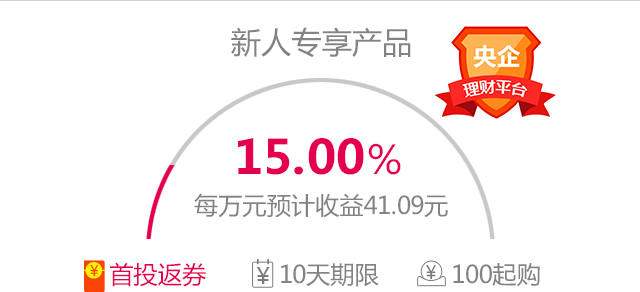 新人专享产品
央企
理财平台
15.00%
每万元预计收益41.09元
首投返券
10天期限
100起购